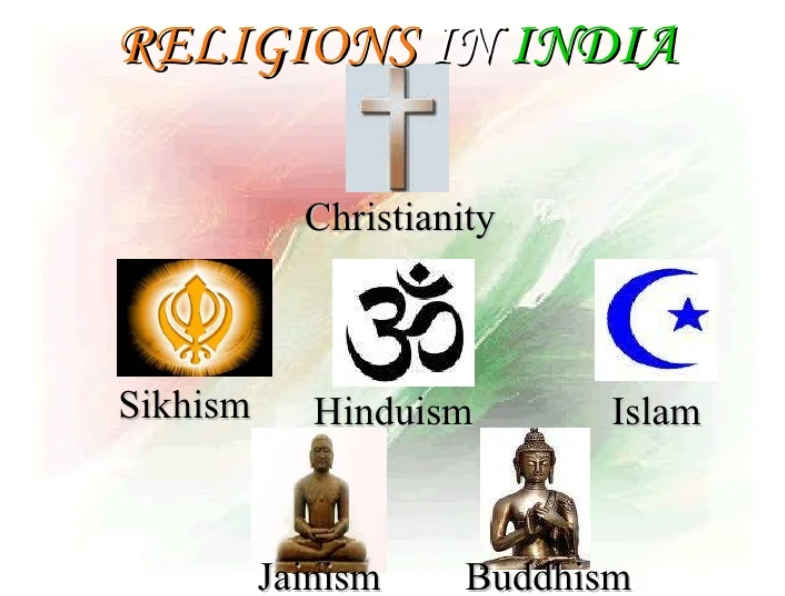 RELIGIONS IN INDIA
Christianity
Sikhism
Hinduism
Islam
Jainism
Buddhism